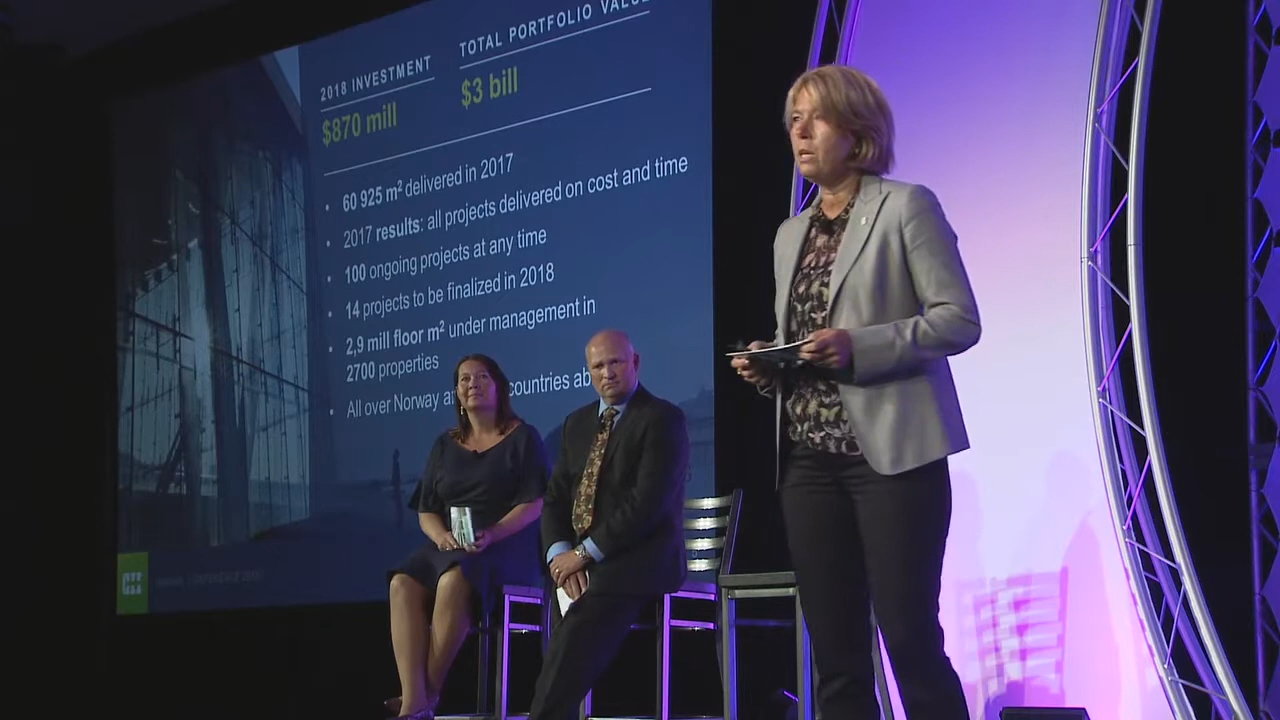 2018 INVESTMENT
TOTAL PORTFOLIO
$870 mill
$3 bill
60 925 m² delivered in 2017
2017 results: all projects delivered on cost and time
100 ongoing projects at any time
14 projects to be finalized in 2018
2,9 mill floor m² under management in
2700 properties
All over Norway countries
CII